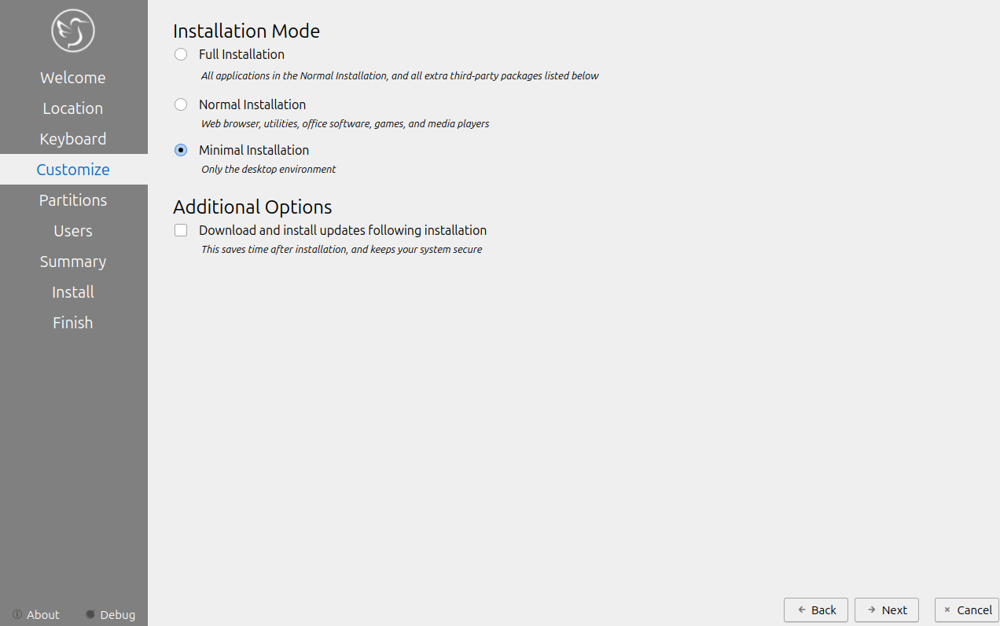 Welcome
Location
Keyboard
Customize
Partitions
Users
Summary
Install
Finish
About
Debug
Installation Mode
Full Installation
All applications in the Normal Installation, and all extra third-party packages listed below
Normal Installation
Web browser, utilities, office software, games, and media players
Minimal Installation
Only the desktop environment
Additional Options
Download and install updates following installation
This saves time after installation, and keeps your system secure
Back
Next
Cancel